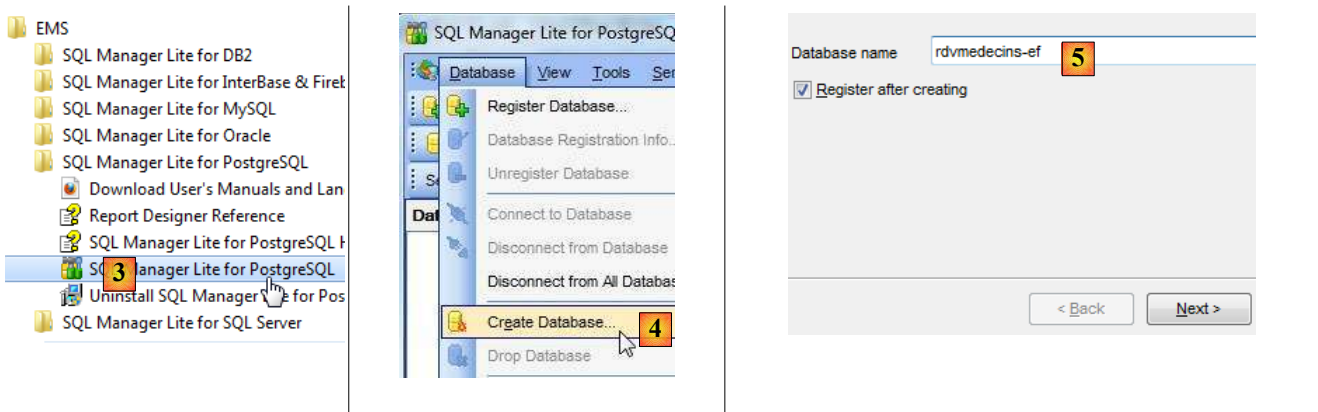 EMS
SQL Manager Lite for DB2
SQL Manager Lite for InterBase & Fireb
SQL Manager Lite for MySQL
SQL Manager Lite for Oracle
SQL Manager Lite for PostgreSQL
Download User's Manuals and Lan
Report Designer Reference
SQL Manager Lite for PostgreSQL H
3 Manager Lite for PostgreSQL
Uninstall SQL Manager for Pos
SQL Manager Lite for SQL Server
SQL Manager Lite for PostgreSQ
Database View Tools Ser
Register Database...
Database Registration Info..
Unregister Database
Dat
Connect to Database
Disconnect from Database
Disconnect from All Databas
Create Database... 4
Drop Database
Database name rdvmedecins-ef 5
Register after creating
< Back Next >